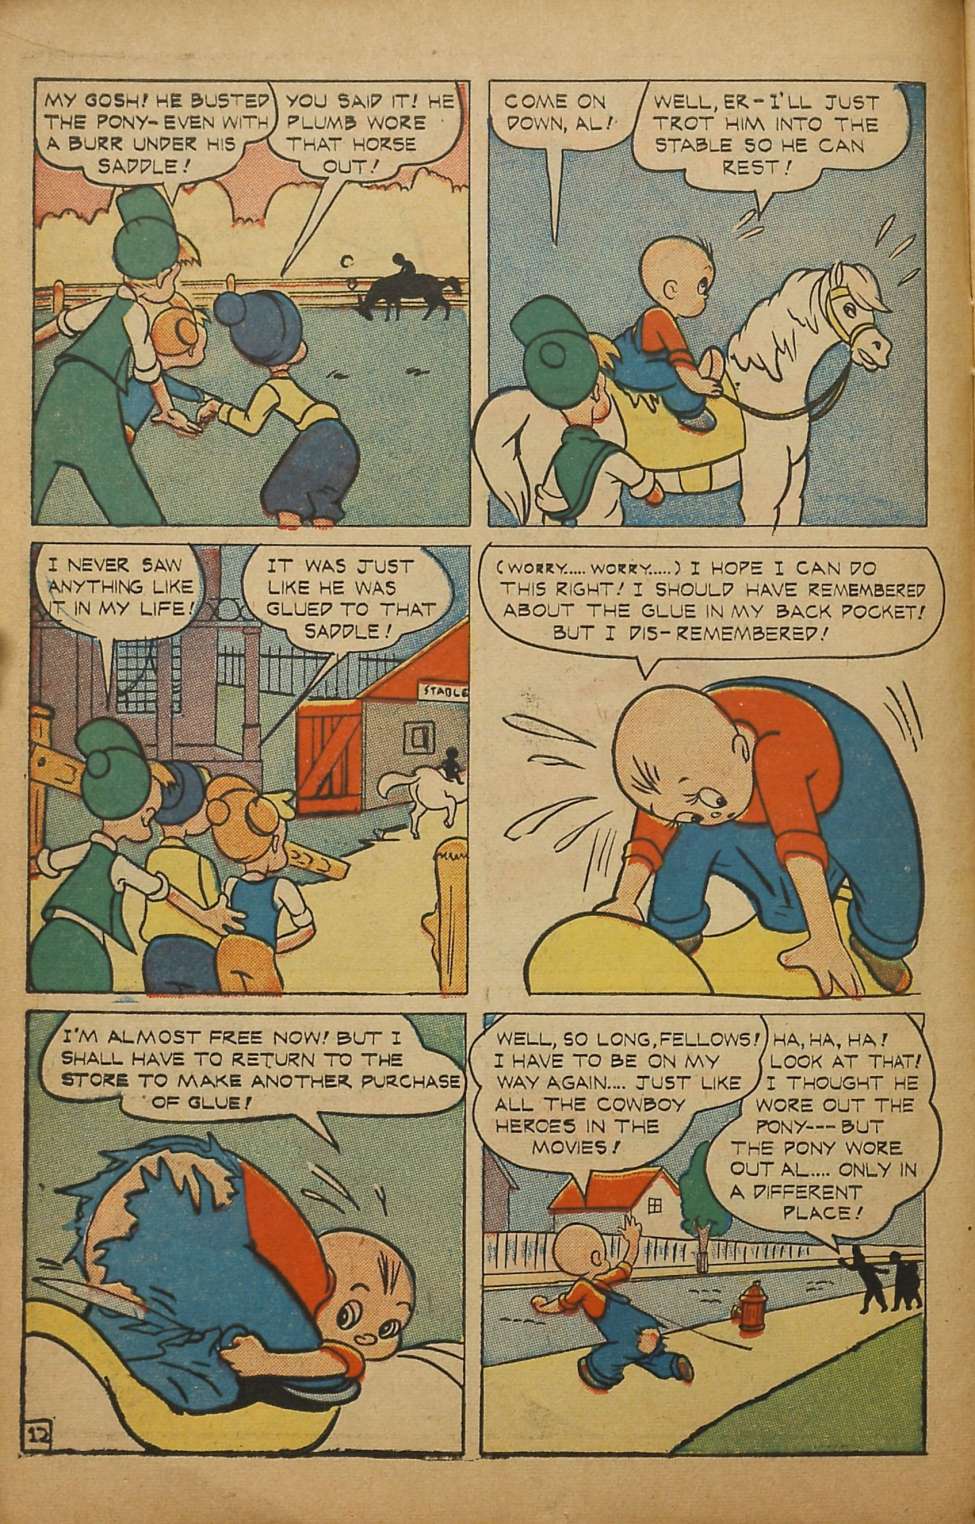 MY GOSH! HE BUSTED
THE PONY-EVEN WITH
A BURR UNDER HIS
SADDLE!
YOU SAID IT! HE
PLUMB WORE
THAT HORSE
OUT!
COME ON
DOWN, AL!
WELL, ER-I'LL JUST
TROT HIM INTO THE
STABLE SO HE CAN
REST!
I NEVER SAW
ANYTHING LIKE
IT IN MY LIFE!
IT WAS JUST
LIKE HE WAS
GLUED TO THAT
SADDLE!
STABLE
(WORRY.... WORRY.....) I HOPE I CAN DO
THIS RIGHT! I SHOULD HAVE REMEMBERED
ABOUT THE GLUE IN MY BACK POCKET!
BUT I DIS-REMEMBERED!
I'M ALMOST FREE NOW! BUT I
SHALL HAVE TO RETURN TO THE
STORE TO MAKE ANOTHER PURCHASE
OF GLUE!
12
WELL, SO LONG, FELLOWS!
I HAVE TO BE ON MY
WAY AGAIN.... JUST LIKE
ALL THE COWBOY
HEROES IN THE
MOVIES!
HA, HA, HA!
LOOK AT THAT!
I THOUGHT HE
WORE OUT THE
PONY---BUT
THE PONY WORE
OUT AL.... ONLY IN
A DIFFERENT
PLACE!